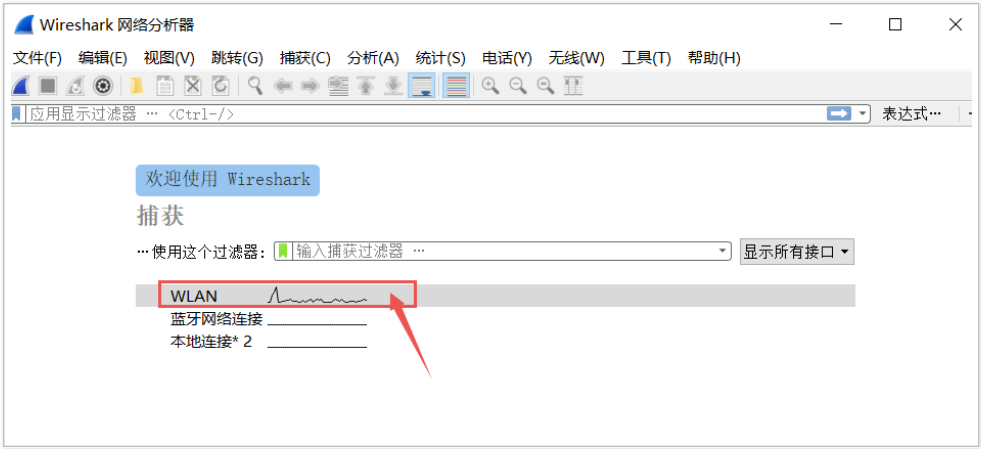 Wireshark 网络分析器
文件(F) 编辑(E) 视图(V) 跳转(G) 捕获(C) 分析(A) 统计(S) 电话(Y) 无线(W) 工具(T) 帮助(H)
应用显示过滤器 … <Ctrl-/> 表达式…
欢迎使用 Wireshark
捕获
…使用这个过滤器: 输入捕获过滤器 … 显示所有接口
WLAN
蓝牙网络连接
本地连接* 2